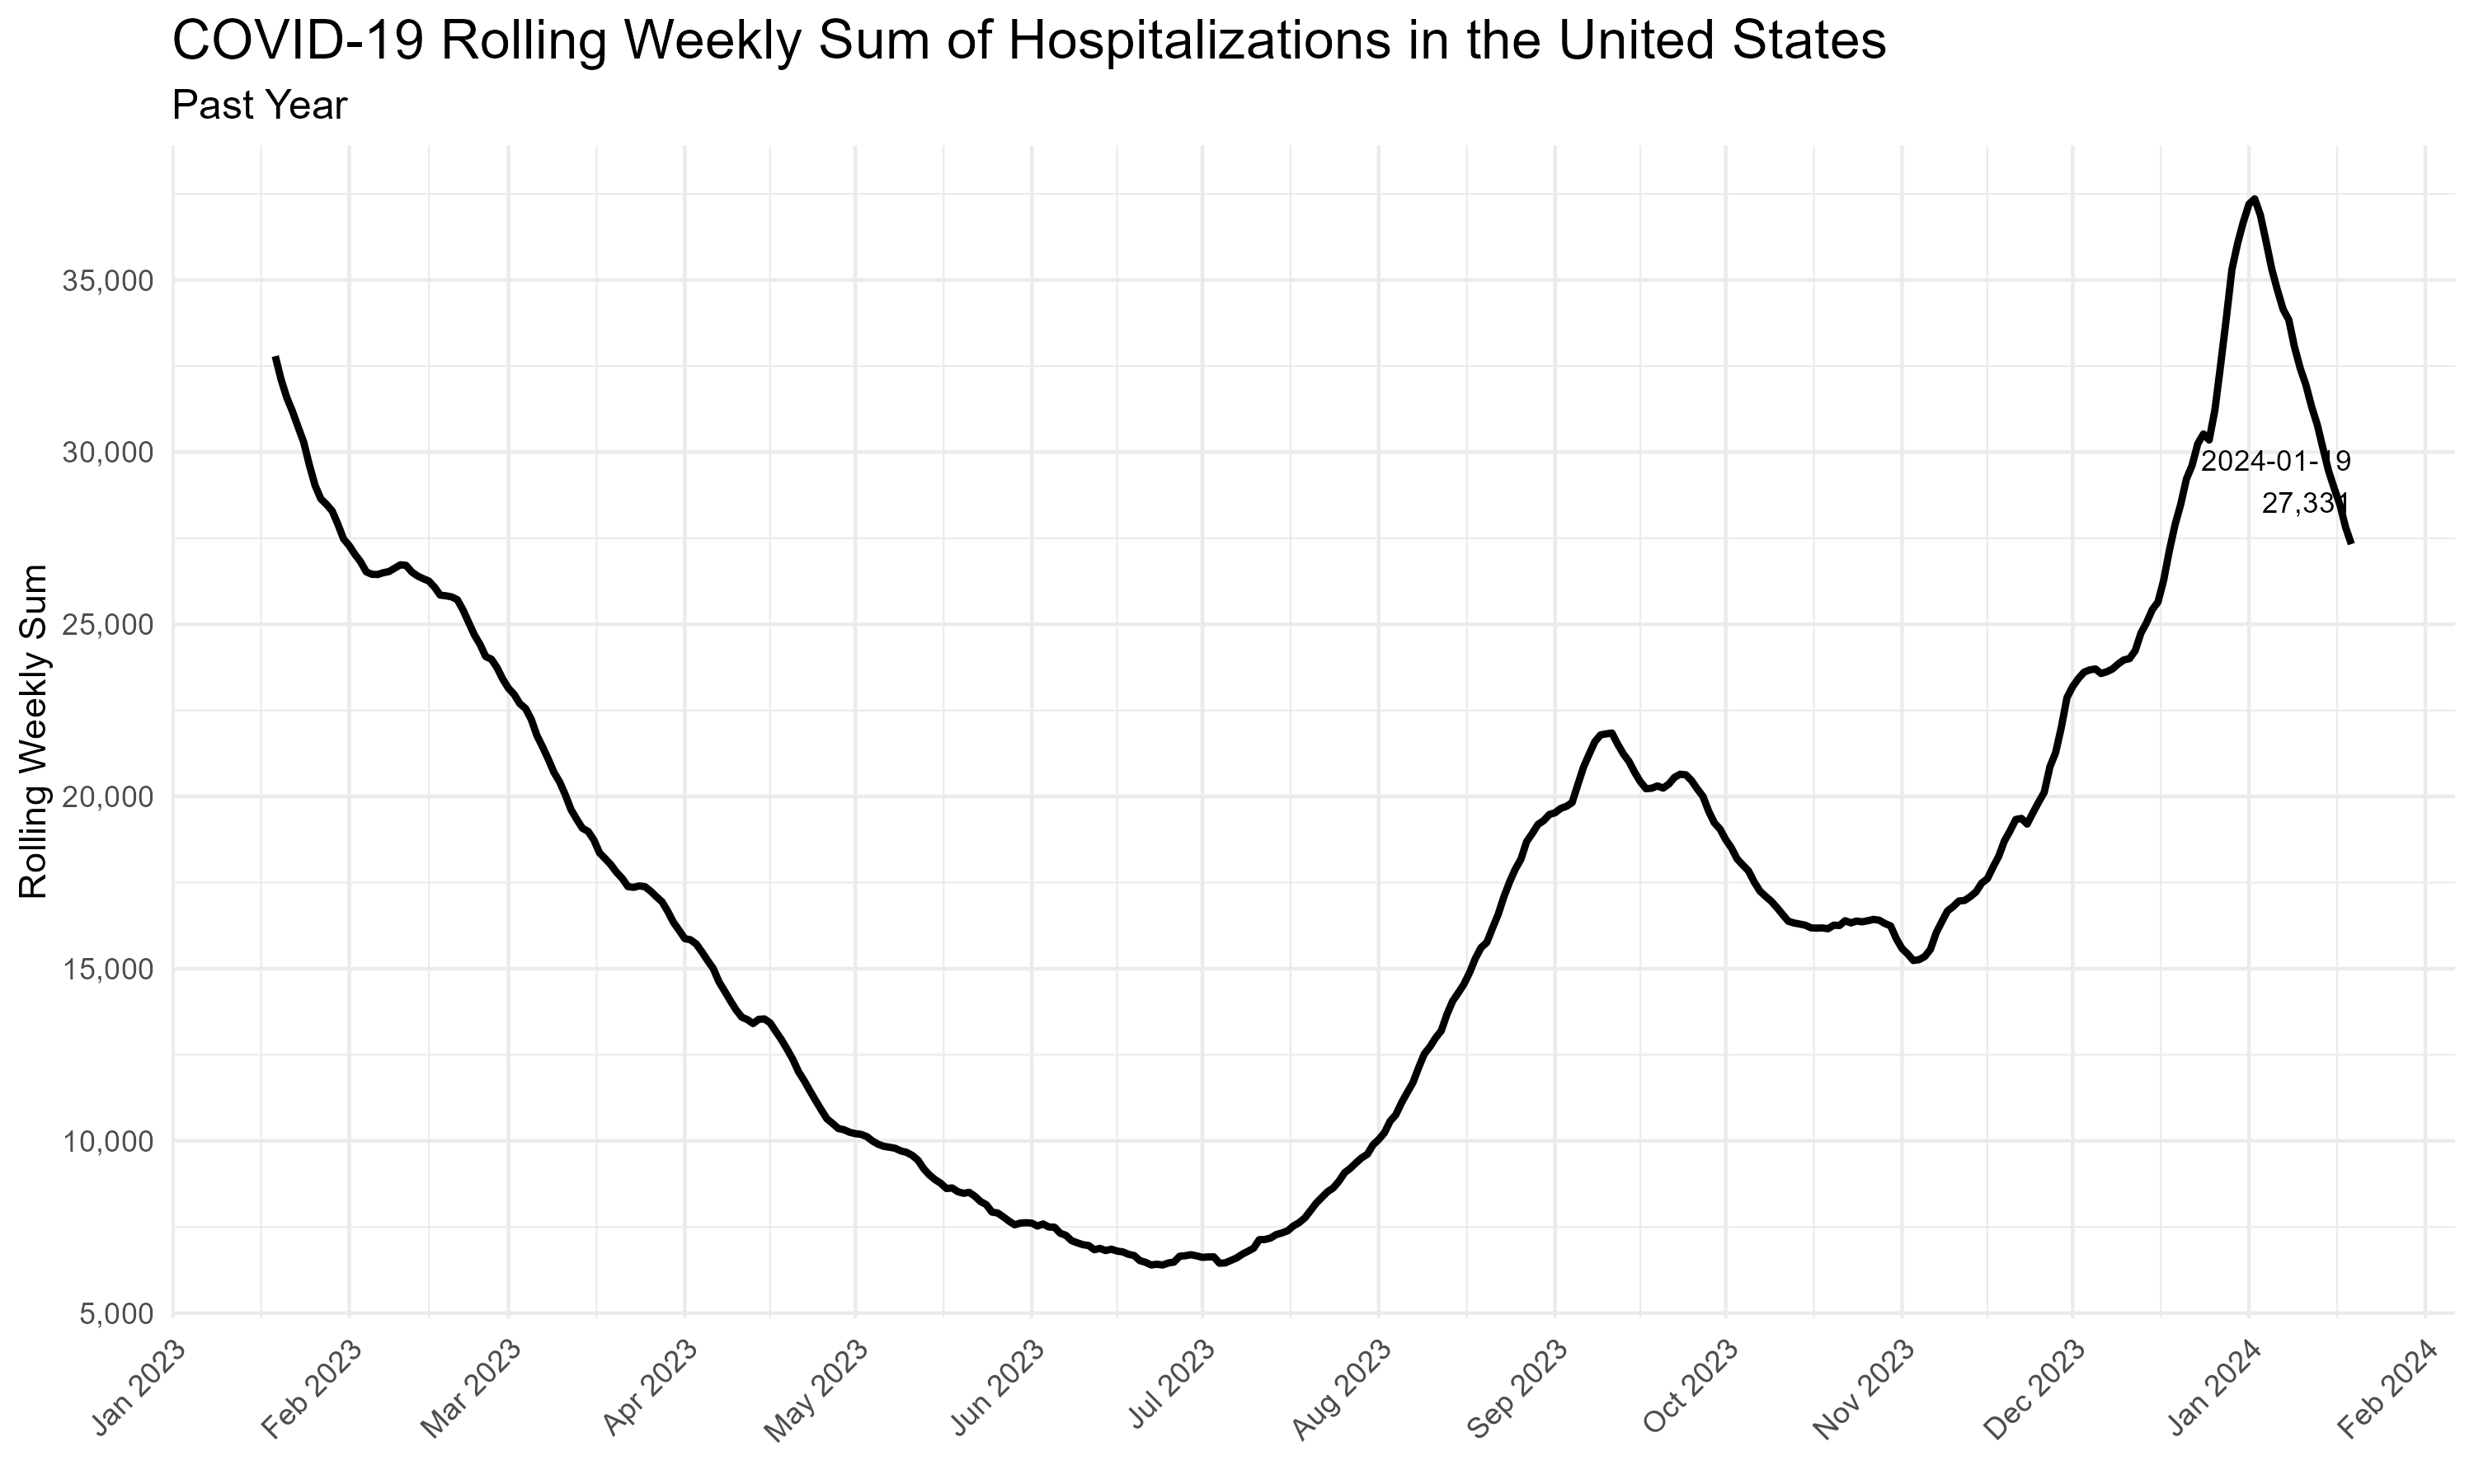 COVID-19 Rolling Weekly Sum of Hospitalizations in the United States
Past Year
Rolling Weekly Sum
35,000
30,000
25,000
20,000
15,000
10,000
5,000
2024-01-19
27,331
Jan 2023
Feb 2023
Mar 2023
Apr 2023
May 2023
Jun 2023
Jul 2023
Aug 2023
Sep 2023
Oct 2023
Nov 2023
Dec 2023
Jan 2024
Feb 2024